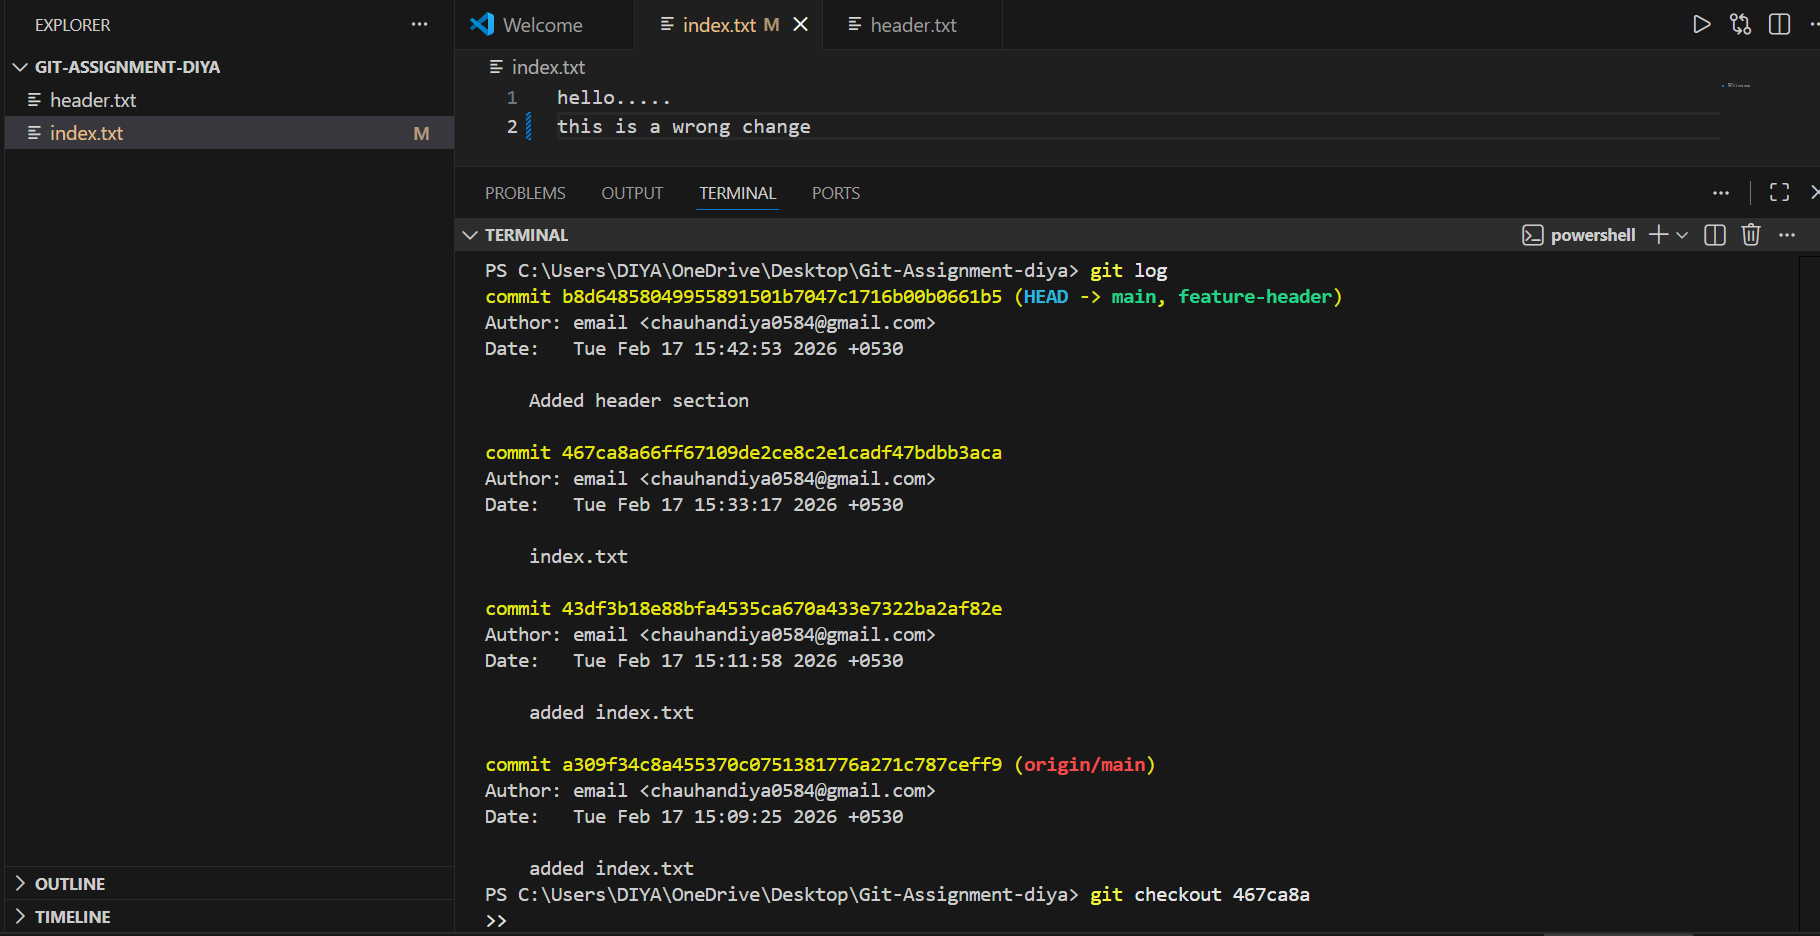 EXPLORER
GIT-ASSIGNMENT-DIYA
header.txt
index.txt M
OUTLINE
TIMELINE
Welcome index.txt M header.txt
index.txt
1 hello.....
2 this is a wrong change
PROBLEMS OUTPUT TERMINAL PORTS
TERMINAL powershell
PS C:\Users\DIYA\OneDrive\Desktop\Git-Assignment-diya> git log
commit b8d64858049955891501b7047c1716b00b0661b5 (HEAD -> main, feature-header)
Author: email <chauhandiya0584@gmail.com>
Date:   Tue Feb 17 15:42:53 2026 +0530
    Added header section
commit 467ca8a66ff67109de2ce8c2e1cadf47bdbb3aca
Author: email <chauhandiya0584@gmail.com>
Date:   Tue Feb 17 15:33:17 2026 +0530
    index.txt
commit 43df3b18e88bfa4535ca670a433e7322ba2af82e
Author: email <chauhandiya0584@gmail.com>
Date:   Tue Feb 17 15:11:58 2026 +0530
    added index.txt
commit a309f34c8a455370c0751381776a271c787ceff9 (origin/main)
Author: email <chauhandiya0584@gmail.com>
Date:   Tue Feb 17 15:09:25 2026 +0530
    added index.txt
PS C:\Users\DIYA\OneDrive\Desktop\Git-Assignment-diya> git checkout 467ca8a
>>